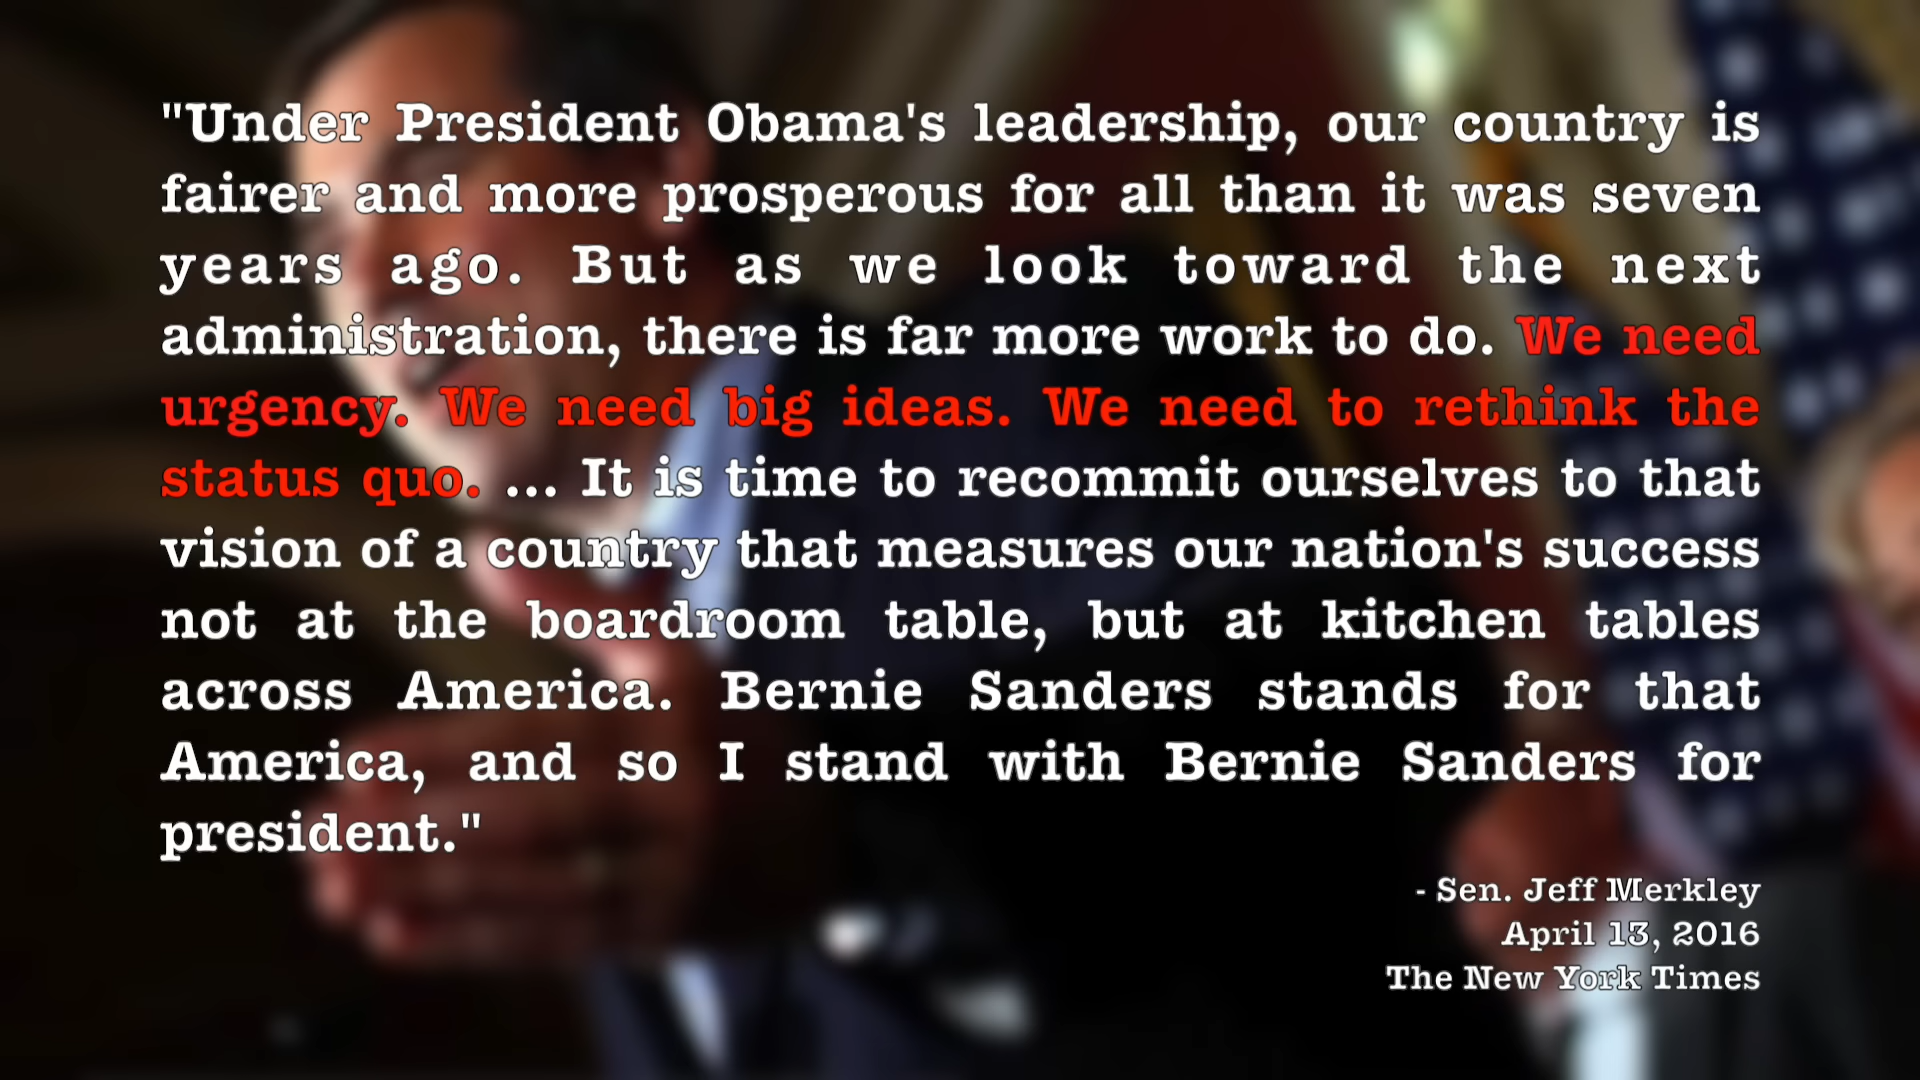 "Under President Obama's leadership, our country is
fairer and more prosperous for all than it was seven
years ago. But as we look toward the next
administration, there is far more work to do. We need
urgency. We need big ideas. We need to rethink the
status quo. ... It is time to recommit ourselves to that
vision of a country that measures our nation's success
not at the boardroom table, but at kitchen tables
across America. Bernie Sanders stands for that
America, and so I stand with Bernie Sanders for
president."
- Sen. Jeff Merkley
April 13, 2016
The New York Times